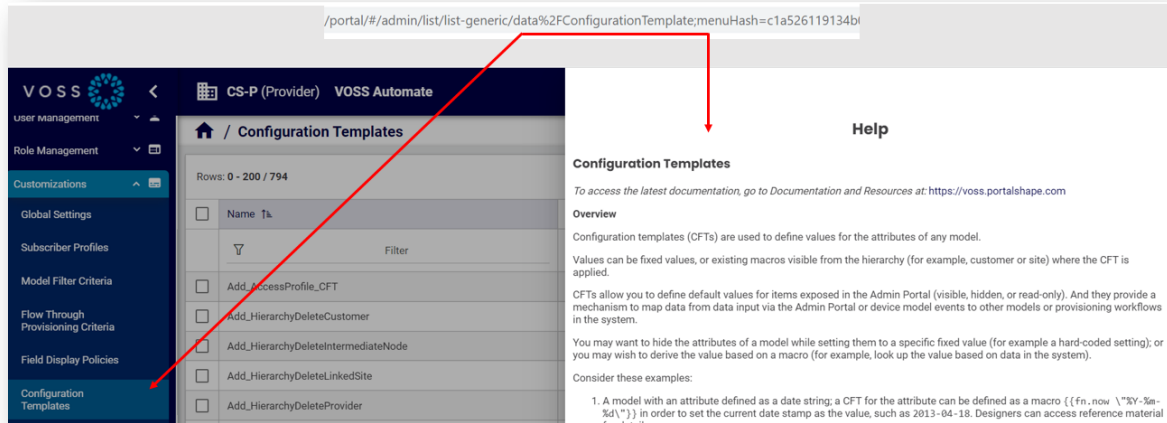 /portal/#/admin/list/list-generic/data%2FConfigurationTemplate;menuHash=c1a526119134b
VOSS
CS-P (Provider) VOSS Automate
User Management
/ Configuration Templates
Role Management
Customizations
Rows: 0 - 200 / 794
Global Settings
Name
Subscriber Profiles
Filter
Model Filter Criteria
Add_AccessProfile_CFT
Flow Through
Provisioning Criteria
Add_HierarchyDeleteCustomer
Add_HierarchyDeleteIntermediateNode
Field Display Policies
Add_HierarchyDeleteLinkedSite
Configuration
Templates
Add_HierarchyDeleteProvider
Help
Configuration Templates
To access the latest documentation, go to Documentation and Resources at: https://voss.portalshape.com
Overview
Configuration templates (CFTs) are used to define values for the attributes of any model.
Values can be fixed values, or existing macros visible from the hierarchy (for example, customer or site) where the CFT is
applied.
CFTs allow you to define default values for items exposed in the Admin Portal (visible, hidden, or read-only). And they provide a
mechanism to map data from data input via the Admin Portal or device model events to other models or provisioning workflows
in the system.
You may want to hide the attributes of a model while setting them to a specific fixed value (for example a hard-coded setting); or
you may wish to derive the value based on a macro (for example, look up the value based on data in the system).
Consider these examples:
1. A model with an attribute defined as a date string; a CFT for the attribute can be defined as a macro {{fn.now \"%Y-%m-
%d\"}} in order to set the current date stamp as the value, such as 2013-04-18. Designers can access reference material